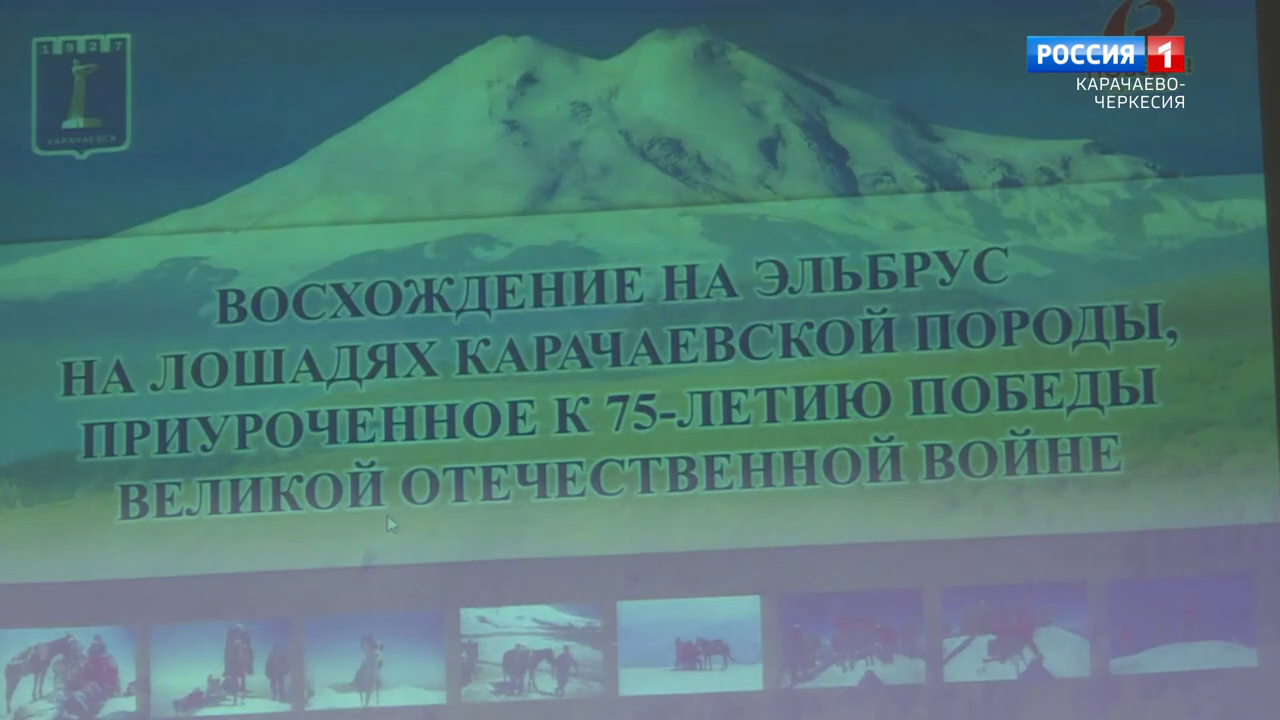 1927
КАРАЧАЕВСК
РОССИЯ 1
КАРАЧАЕВО-
ЧЕРКЕСИЯ
ВОСХОЖДЕНИЕ НА ЭЛЬБРУС
НА ЛОШАДЯХ КАРАЧАЕВСКОЙ ПОРОДЫ,
ПРИУРОЧЕННОЕ К 75-ЛЕТИЮ ПОБЕДЫ
ВЕЛИКОЙ ОТЕЧЕСТВЕННОЙ ВОЙНЕ